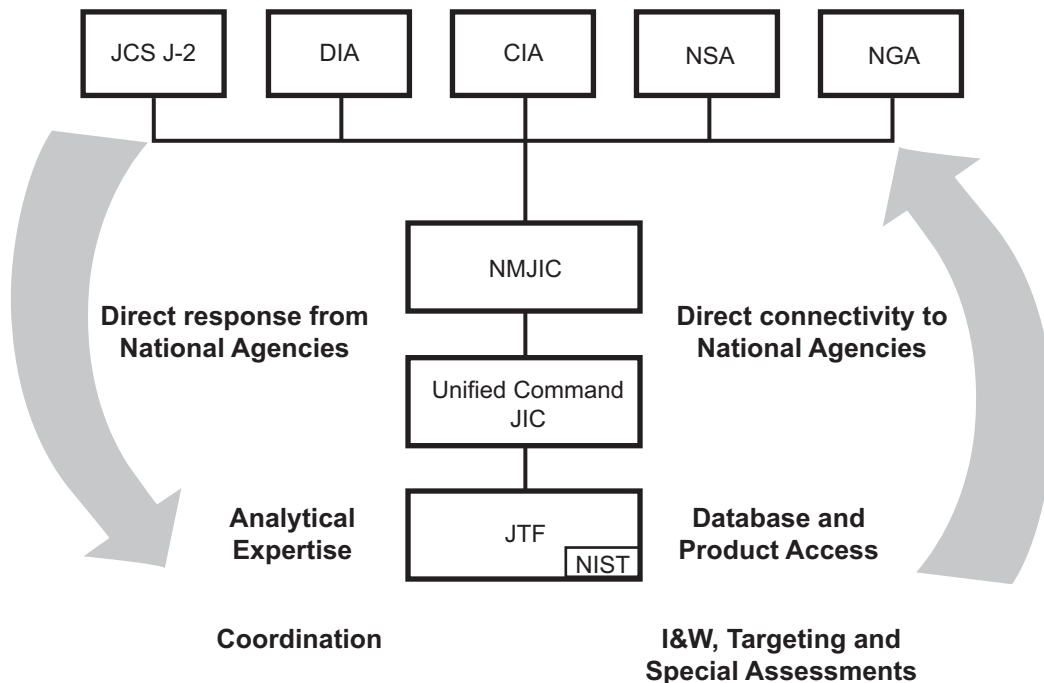 JCS J-2
DIA
CIA
NSA
NGA
NMJIC
Direct response from
National Agencies
Direct connectivity to
National Agencies
Unified Command
JIC
Analytical
Expertise
JTF
NIST
Database and
Product Access
Coordination
I&W, Targeting and
Special Assessments